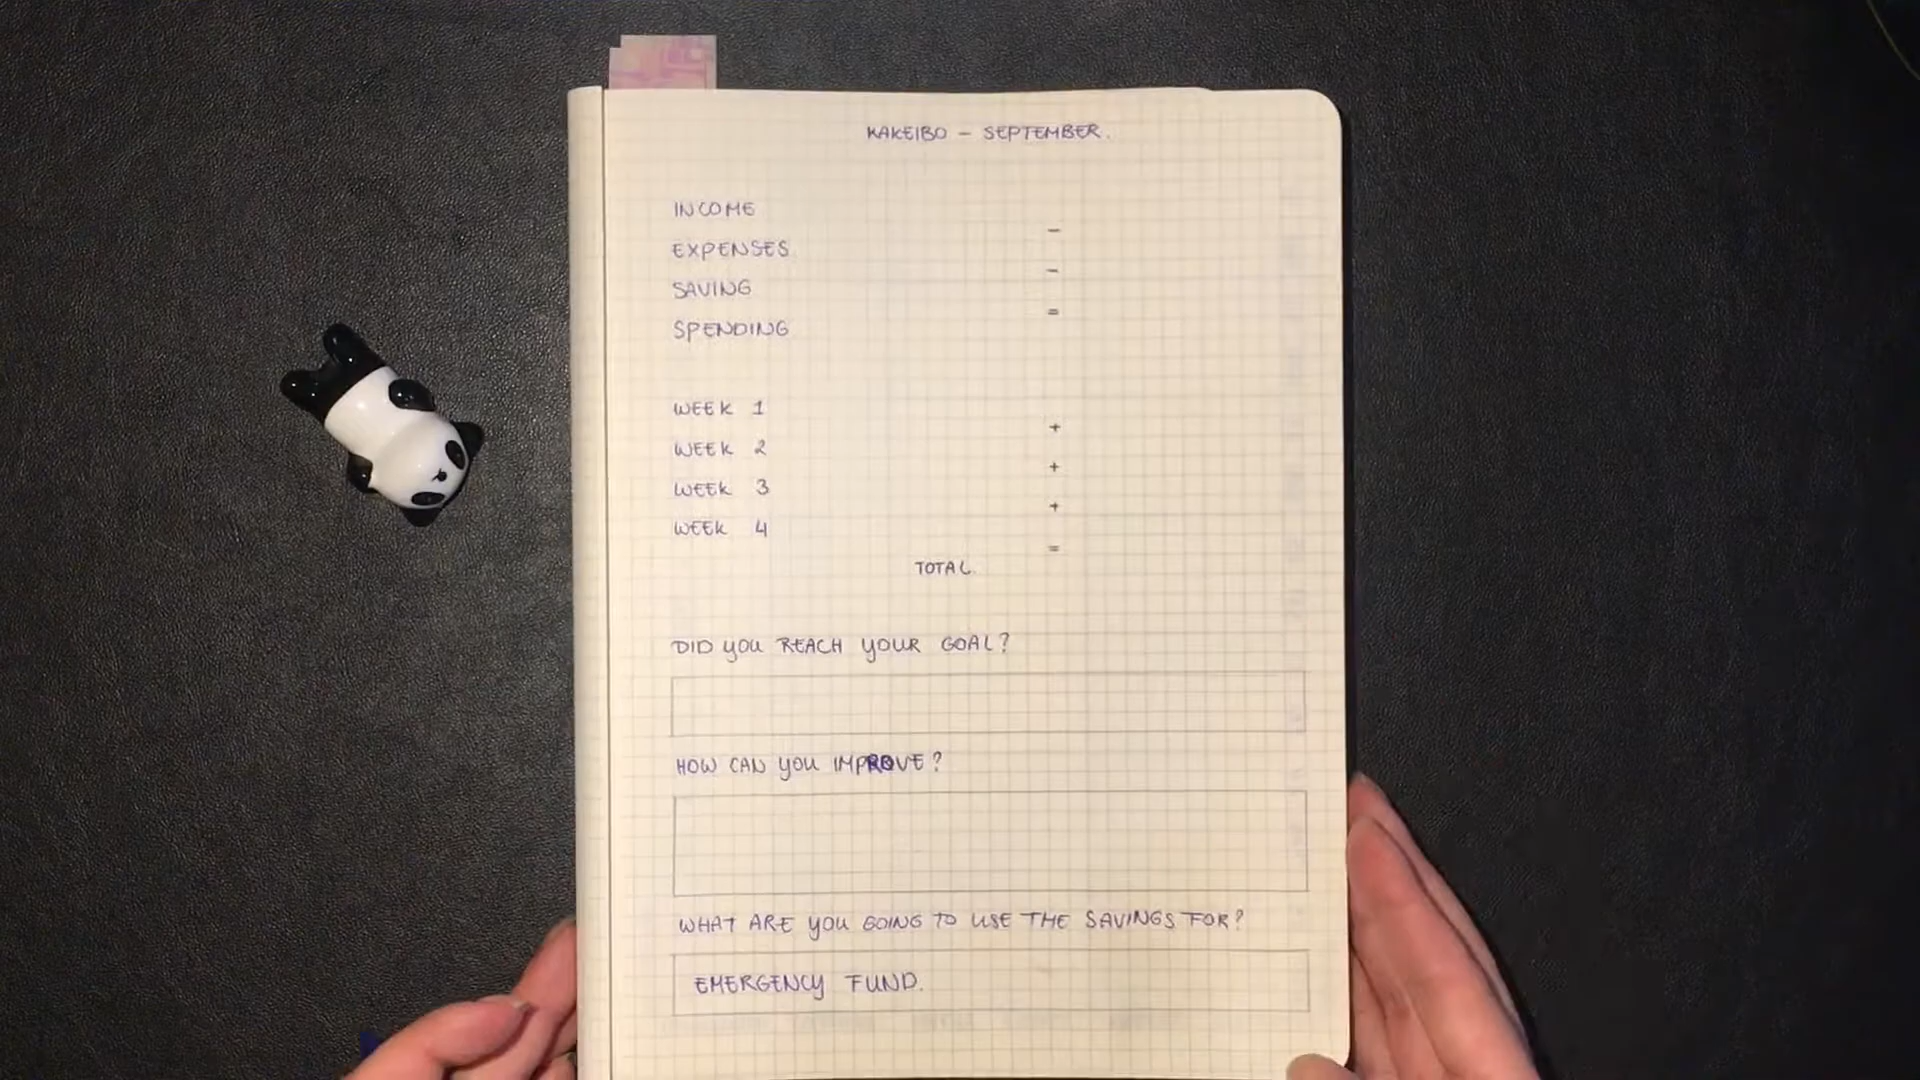 KAKEIBO - SEPTEMBER.
INCOME
-
EXPENSES
-
SAVING
=
SPENDING
WEEK 1
+
WEEK 2
+
WEEK 3
+
WEEK 4
=
TOTAL.
DID YOU REACH YOUR GOAL?
HOW CAN YOU IMPROVE?
WHAT ARE YOU GOING TO USE THE SAVINGS FOR?
EMERGENCY FUND.